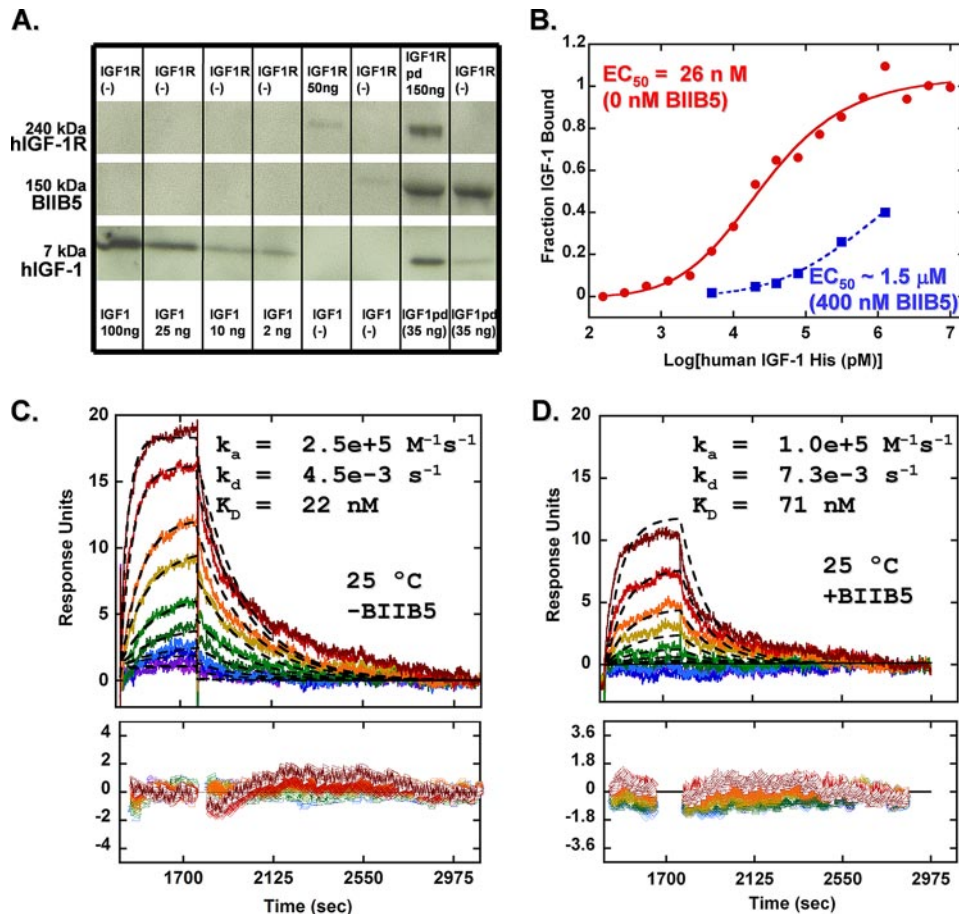 A.
IGF1R (-) IGF1R (-) IGF1R (-) IGF1R (-) IGF1R 50ng IGF1R (-) IGF1R pd 150ng IGF1R (-)
240 kDa
hIGF-1R
150 kDa
BIIB5
7 kDa
hIGF-1
IGF1 100ng IGF1 25 ng IGF1 10 ng IGF1 2 ng IGF1 (-) IGF1 (-) IGF1pd (35 ng) IGF1pd (35 ng)
B.
Fraction IGF-1 Bound
1.2
1
0.8
0.6
0.4
0.2
0
EC50 = 26 n M
(0 nM BIIB5)
EC50 ~ 1.5 μM
(400 nM BIIB5)
2 3 4 5 6 7
Log[human IGF-1 His (pM)]
C.
Response Units
20
15
10
5
0
ka = 2.5e+5 M-1s-1
kd = 4.5e-3 s-1
KD = 22 nM
25 °C
-BIIB5
4
2
0
-2
-4
1700 2125 2550 2975
Time (sec)
D.
Response Units
20
15
10
5
0
ka = 1.0e+5 M-1s-1
kd = 7.3e-3 s-1
KD = 71 nM
25 °C
+BIIB5
3.6
1.8
0
-1.8
-3.6
1700 2125 2550 2975
Time (sec)